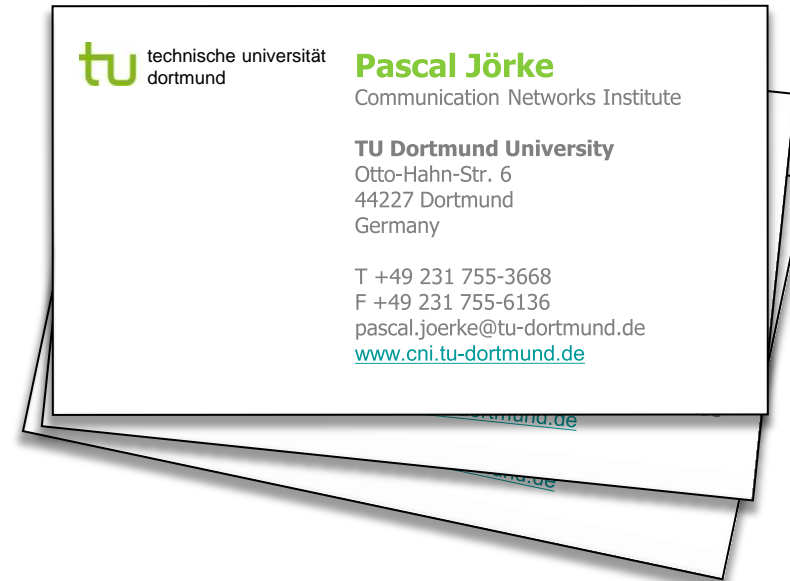 technische universität
dortmund
Pascal Jörke
Communication Networks Institute
TU Dortmund University
Otto-Hahn-Str. 6
44227 Dortmund
Germany
T +49 231 755-3668
F +49 231 755-6136
pascal.joerke@tu-dortmund.de
www.cni.tu-dortmund.de